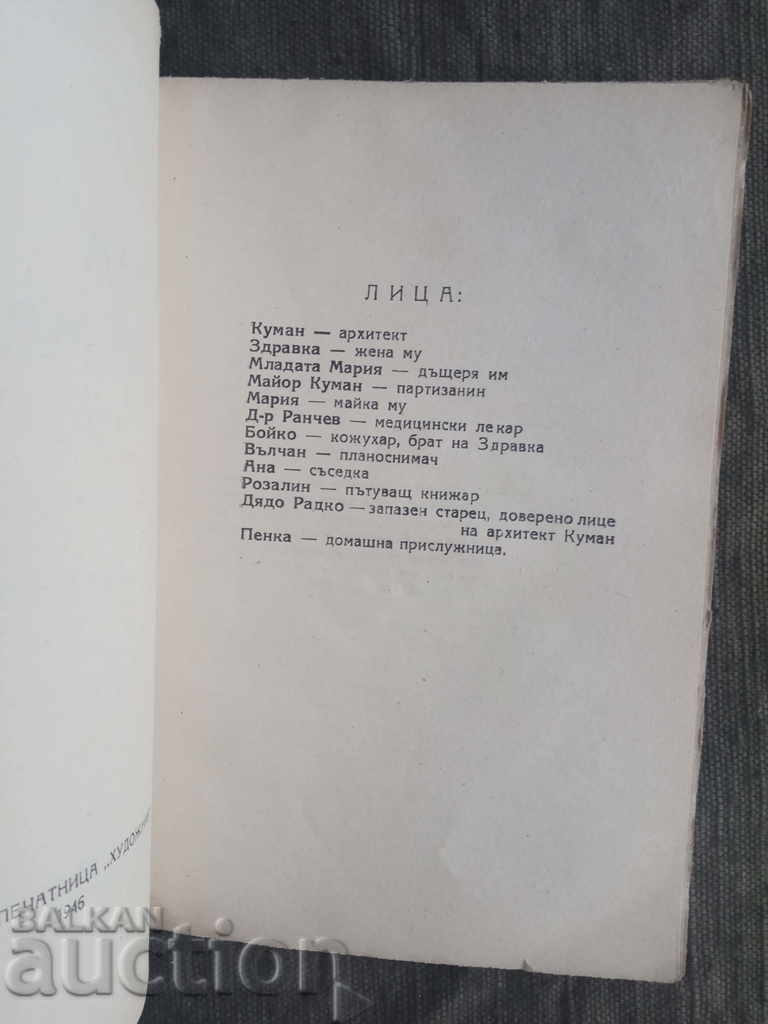 ЛИЦА:
Куман — архитект
Здравка — жена му
Младата Мария — дъщеря им
Майор Куман — партизанин
Мария — майка му
Д-р Ранчев — медицински лекар
Бойко — кожухар, брат на Здравка
Вълчан — планоснимач
Ана — съседка
Розалин — пътуващ книжар
Дядо Радко — запазен старец, доверено лице
на архитект Куман
Пенка — домашна прислужница.
ПЕЧАТНИЦА
1946
BALKAN
auction